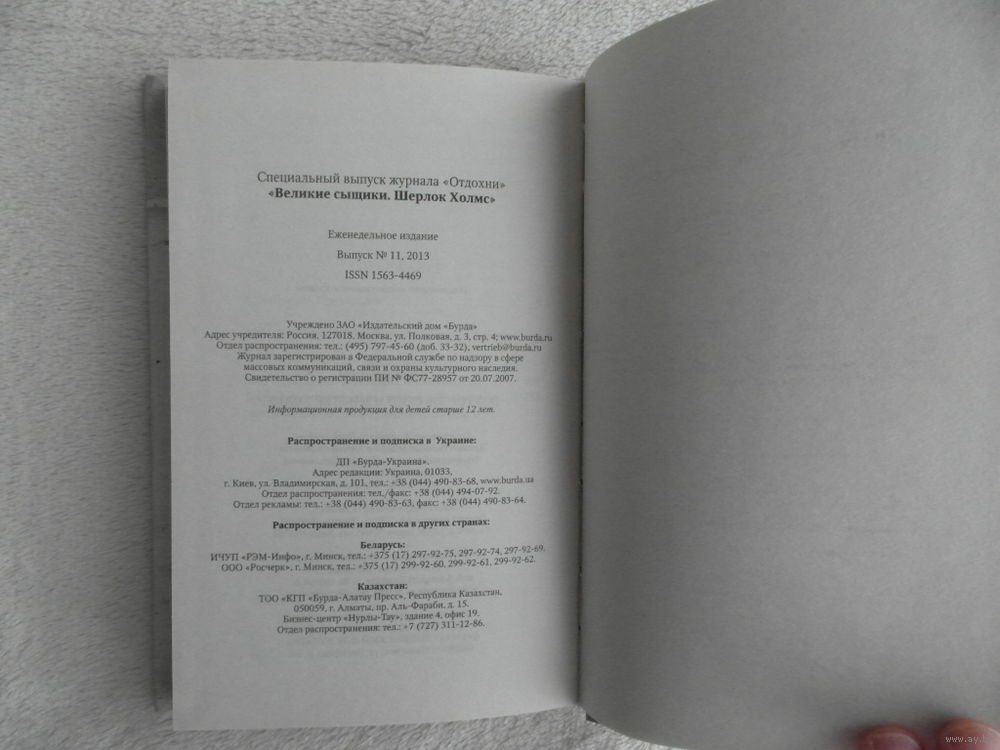 Специальный выпуск журнала «Отдохни»
«Великие сыщики. Шерлок Холмс»
Еженедельное издание
Выпуск № 11, 2013
ISSN 1563-4469
Учреждено ЗАО «Издательский дом «Бурда»
Адрес учредителя: Россия, 127018, Москва, ул. Полковая, д. 3, стр. 4; www.burda.ru
Отдел распространения: тел.: (495) 797-45-60 (доб. 33-32), vertrieb@burda.ru
Журнал зарегистрирован в Федеральной службе по надзору в сфере
массовых коммуникаций, связи и охраны культурного наследия.
Свидетельство о регистрации ПИ № ФС77-28957 от 20.07.2007.
Информационная продукция для детей старше 12 лет.
Распространение и подписка в Украине:
ДП «Бурда-Украина».
Адрес редакции: Украина, 01033,
г. Киев, ул. Владимирская, д. 101, тел.: +38 (044) 490-83-68, www.burda.ua
Отдел распространения: тел./факс: +38 (044) 494-07-92.
Отдел рекламы: тел.: +38 (044) 490-83-63, факс: +38 (044) 490-83-64.
Распространение и подписка в других странах:
Беларусь:
ИЧУП «РЭМ-Инфо», г. Минск, тел.: +375 (17) 297-92-75, 297-92-74, 297-92-69.
ООО «Росчерк», г. Минск, тел.: +375 (17) 299-92-60, 299-92-61, 299-92-62.
Казахстан:
ТОО «КГП «Бурда-Алатау Пресс». Республика Казахстан,
050059, г. Алматы, пр. Аль-Фараби, д. 15.
Бизнес-центр «Нурлы-Тау», здание 4, офис 19.
Отдел распространения: тел.: +7 (727) 311-12-86.